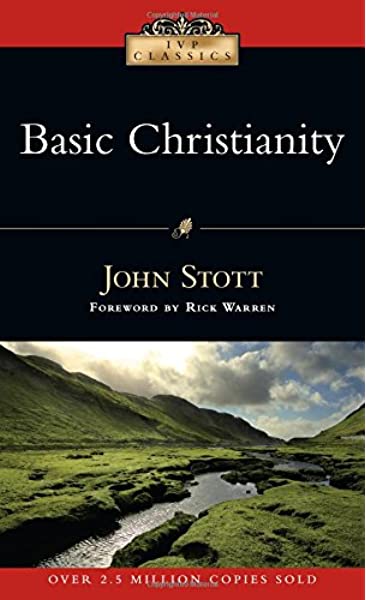 IVP
CLASSICS
Basic Christianity
JOHN STOTT
FOREWORD BY RICK WARREN
OVER 2.5 MILLION COPIES SOLD